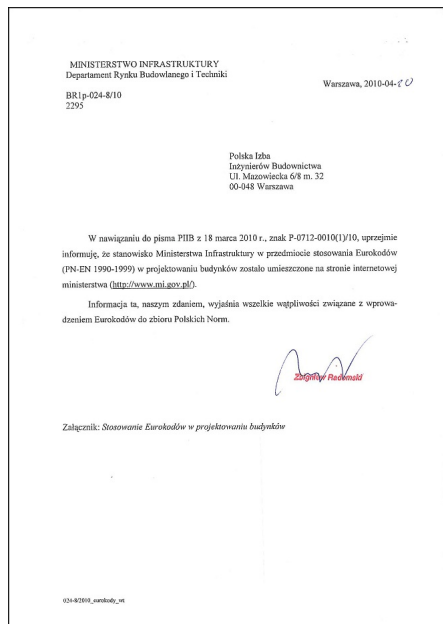 MINISTERSTWO INFRASTRUKTURY
Departament Rynku Budowlanego i Techniki
Warszawa, 2010-04-20
BR1p-024-8/10
2295
Polska Izba
Inżynierów Budownictwa
Ul. Mazowiecka 6/8 m. 32
00-048 Warszawa
W nawiązaniu do pisma PIIB z 18 marca 2010 r., znak P-0712-0010(1)/10, uprzejmie
informuję, że stanowisko Ministerstwa Infrastruktury w przedmiocie stosowania Eurokodów
(PN-EN 1990-1999) w projektowaniu budynków zostało umieszczone na stronie internetowej
ministerstwa (http://www.mi.gov.pl/).
Informacja ta, naszym zdaniem, wyjaśnia wszelkie wątpliwości związane z wprowa-
dzeniem Eurokodów do zbioru Polskich Norm.
Zbigniew Radomski
Załącznik: Stosowanie Eurokodów w projektowaniu budynków
024-8/2010_eurokody_wt